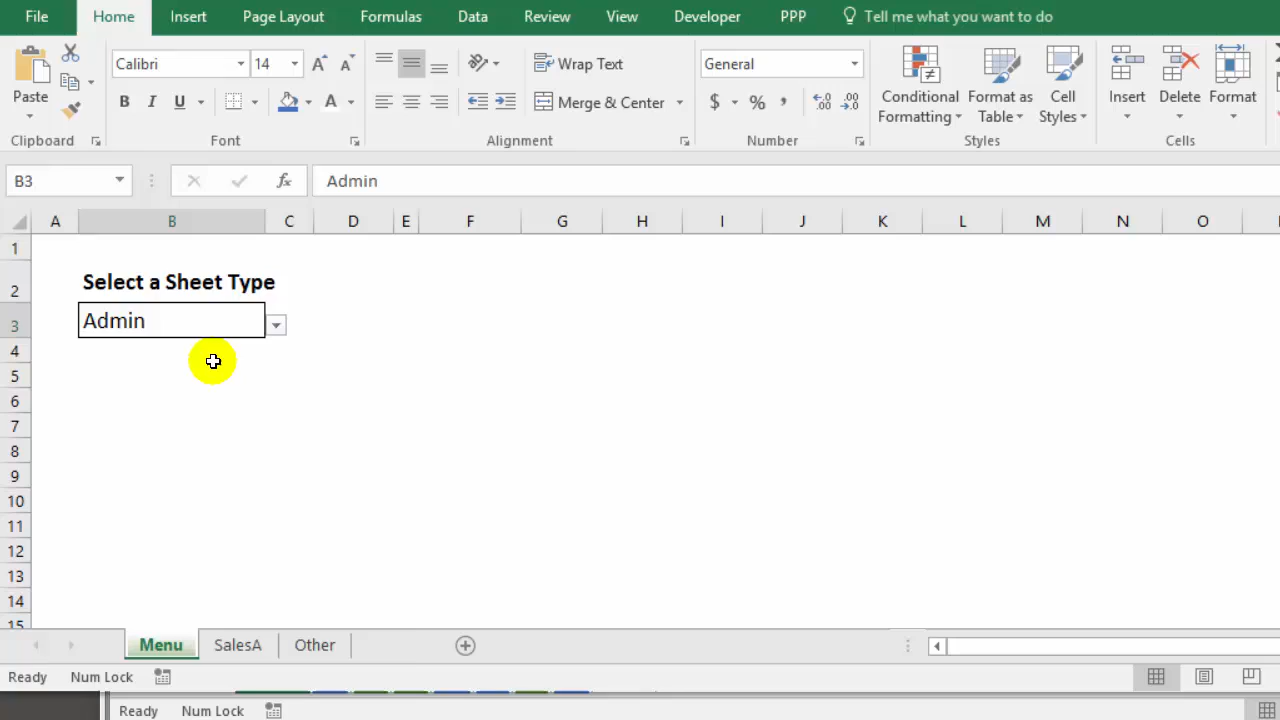 File Home Insert Page Layout Formulas Data Review View Developer PPP Tell me what you want to do
Calibri 14 Wrap Text General
Paste B I U A Merge & Center $ % Conditional Formatting Format as Table Cell Styles Insert Delete Format
Clipboard Font Alignment Number Styles Cells
B3 fx Admin
A B C D E F G H I J K L M N O
1
2 Select a Sheet Type
3 Admin
4
5
6
7
8
9
10
11
12
13
14
15
Menu SalesA Other
Ready Num Lock
Ready Num Lock